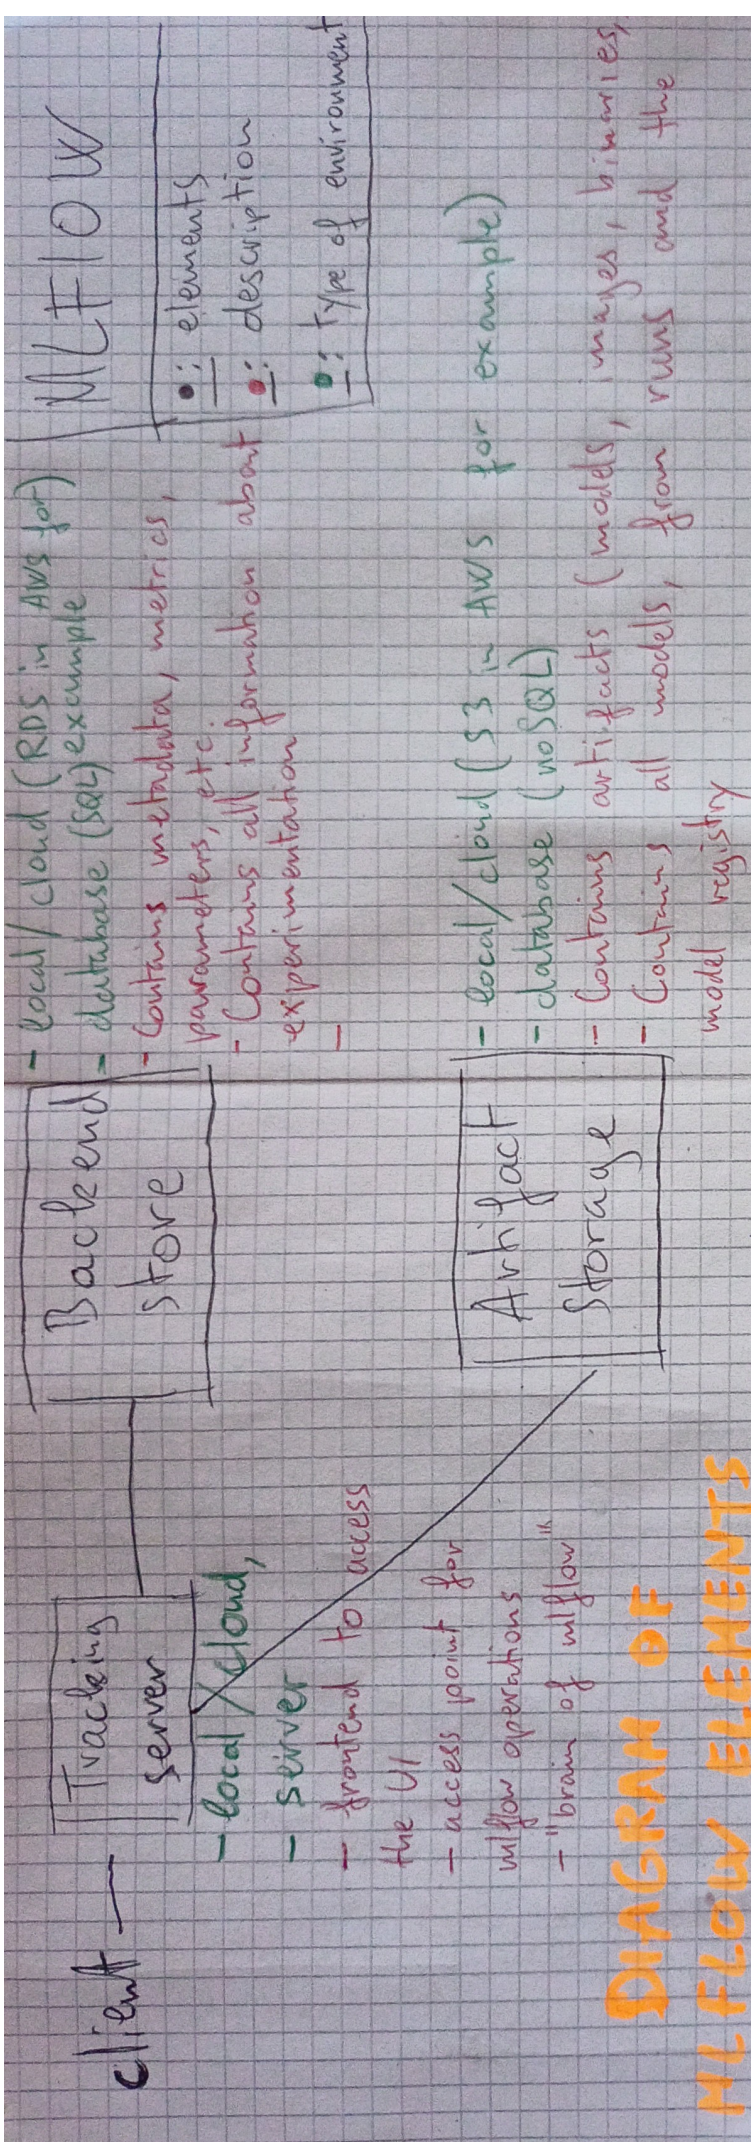 MLFlOW
•: elements
•: description
•: Type of environment
client
Tracking
server
- local/cloud,
- server
- frontend to access
the UI
- access point for
mlflow operations
- "brain of mlflow"
Backend
store
- local/cloud (RDS in AWS for)
- database (SQL) example
- Contains metadata, metrics,
parameters, etc
- Contains all information about
experimentation
-
Artifact
Storage
- local/cloud (S3 in AWS for example)
- database (noSQL)
- Contains artifacts (models, images, binaries,
- Contains all models, from runs and the
model registry
DIAGRAM OF
MLFLOW ELEMENTS